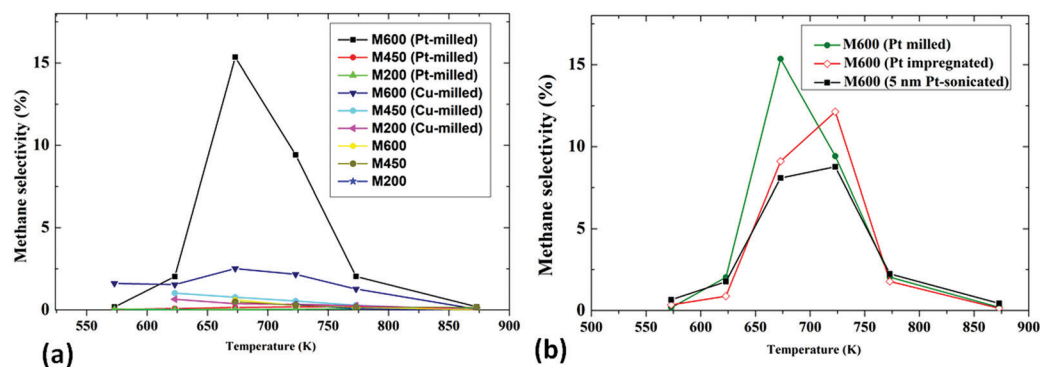 M600 (Pt-milled)
M450 (Pt-milled)
M200 (Pt-milled)
M600 (Cu-milled)
M450 (Cu-milled)
M200 (Cu-milled)
M600
M450
M200
Methane selectivity (%)
15
10
5
0
550 600 650 700 750 800 850 900
Temperature (K)
(a)
M600 (Pt milled)
M600 (Pt impregnated)
M600 (5 nm Pt-sonicated)
Methane selectivity (%)
15
10
5
0
500 550 600 650 700 750 800 850 900
Temperature (K)
(b)